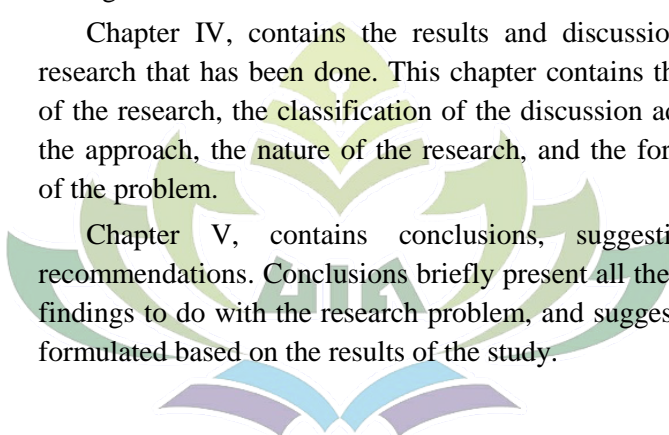 Chapter IV, contains the results and discussio
research that has been done. This chapter contains th
of the research, the classification of the discussion ac
the approach, the nature of the research, and the for
of the problem.
Chapter V, contains conclusions, suggesti
recommendations. Conclusions briefly present all the
findings to do with the research problem, and sugges
formulated based on the results of the study.